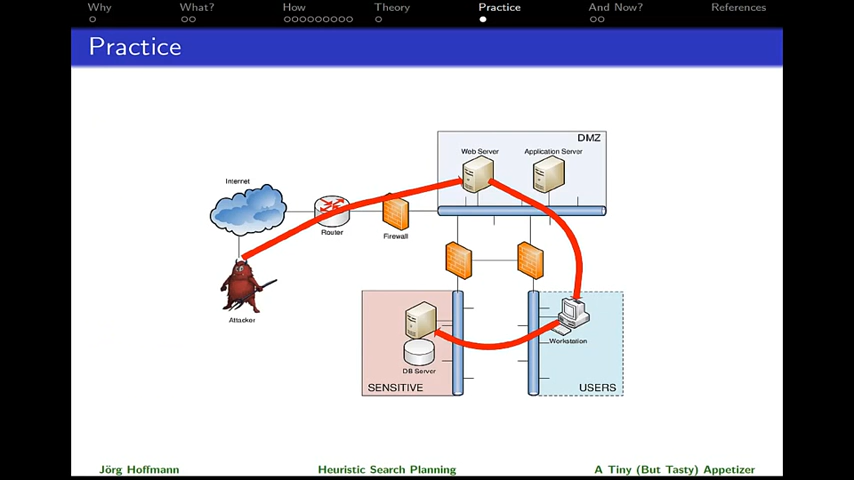 Why What? How Theory Practice And Now? References
Practice
DMZ
Web Server Application Server
Internet
Router
Firewall
Attacker
Workstation
DB Server
SENSITIVE
USERS
Jörg Hoffmann Heuristic Search Planning A Tiny (But Tasty) Appetizer